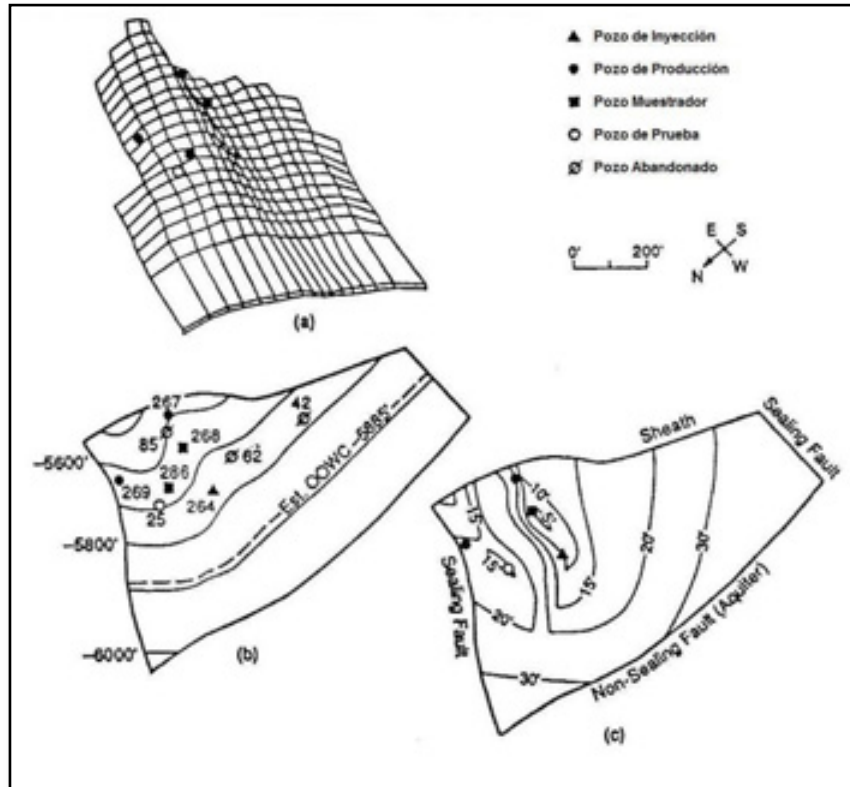 Pozo de Inyección
Pozo de Producción
Pozo Muestrador
Pozo de Prueba
Pozo Abandonado
E S
N W
0' 200'
(a)
267
42
85
268
62
-5600'
286
269
264
25
Est. OOWC -5885'
-5800'
-6000'
(b)
Sheath
Sealing Fault
10'
15'
5'
15'
15'
20'
30'
20'
Sealing Fault
30'
Non-Sealing Fault (Aquifer)
(c)